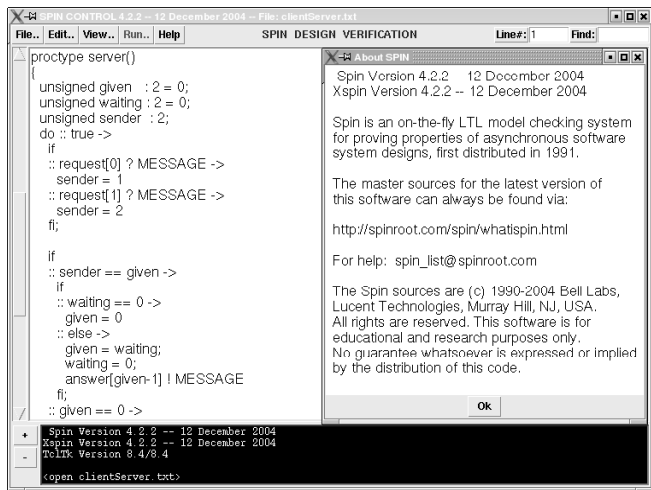 SPIN CONTROL 4.2.2 -- 12 December 2004 -- File: clientServer.txt
File.. Edit.. View.. Run.. Help SPIN DESIGN VERIFICATION Line#: 1 Find:
proctype server()
{
unsigned given : 2 = 0;
unsigned waiting : 2 = 0;
unsigned sender : 2;
do :: true ->
if
:: request[0] ? MESSAGE ->
sender = 1
:: request[1] ? MESSAGE ->
sender = 2
fi;
if
:: sender == given ->
if
:: waiting == 0 ->
given = 0
:: else ->
given = waiting;
waiting = 0;
answer[given-1] ! MESSAGE
fi;
:: given == 0 ->
About SPIN
Spin Version 4.2.2 12 December 2004
Xspin Version 4.2.2 -- 12 December 2004
Spin is an on-the-fly LTL model checking system
for proving properties of asynchronous software
system designs, first distributed in 1991.
The master sources for the latest version of
this software can always be found via:
http://spinroot.com/spin/whatispin.html
For help: spin_list@spinroot.com
The Spin sources are (c) 1990-2004 Bell Labs,
Lucent Technologies, Murray Hill, NJ, USA.
All rights are reserved. This software is for
educational and research purposes only.
No guarantee whatsoever is expressed or implied
by the distribution of this code.
Ok
+
-
Spin Version 4.2.2 -- 12 December 2004
Xspin Version 4.2.2 -- 12 December 2004
TclTk Version 8.4/8.4
<open clientServer.txt>